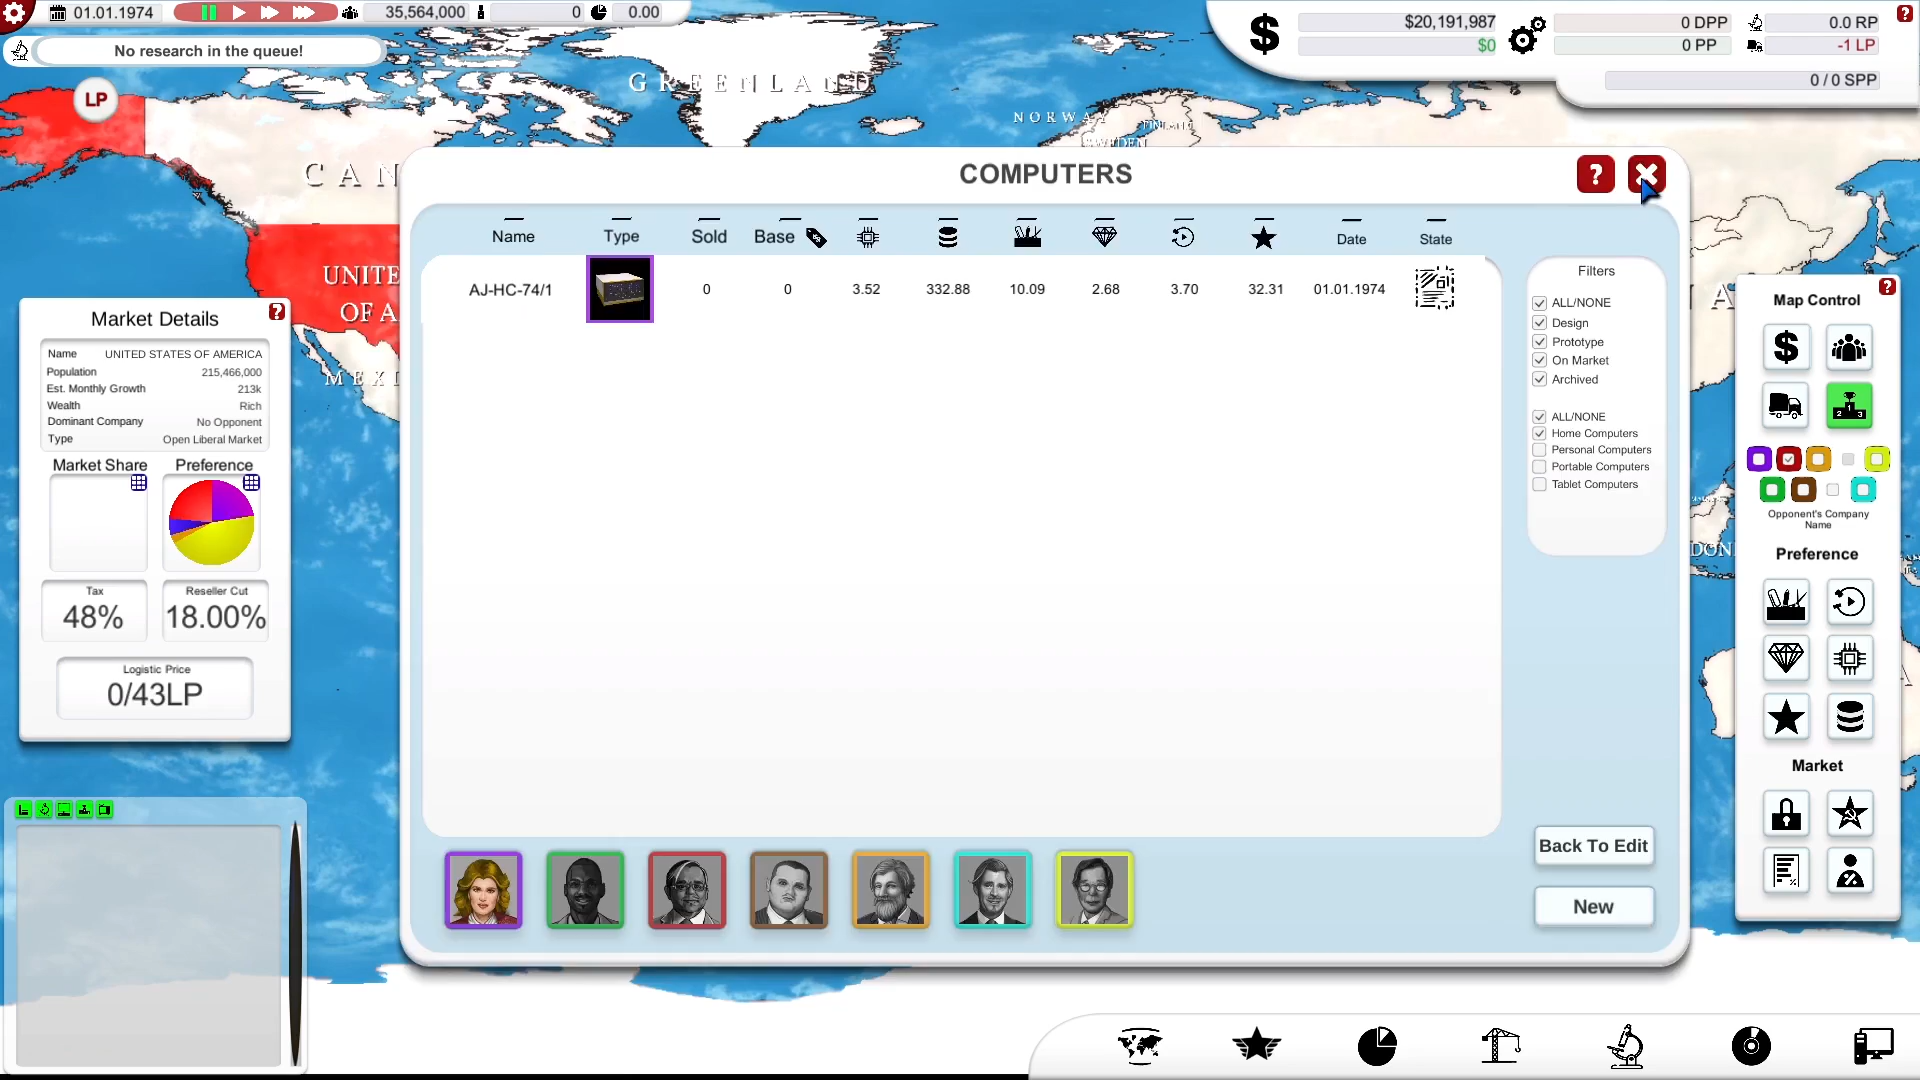 01.01.1974
35,564,000
0
0.00
$20,191,987
0 DPP
0.0 RP
?
$0
0 PP
-1 LP
No research in the queue!
0 / 0 SPP
LP
GREENLAND
NORWA
SWEDEN
CAN
UNITE
OF A
MEXI
COMPUTERS
?
Name
Type
Sold
Base
Date
State
AJ-HC-74/1
0
0
3.52
332.88
10.09
2.68
3.70
32.31
01.01.1974
Filters
ALL/NONE
Design
Prototype
On Market
Archived
ALL/NONE
Home Computers
Personal Computers
Portable Computers
Tablet Computers
Back To Edit
New
Market Details
?
Name UNITED STATES OF AMERICA
Population 215,466,000
Est. Monthly Growth 213k
Wealth Rich
Dominant Company No Opponent
Type Open Liberal Market
Market Share
Preference
Tax
48%
Reseller Cut
18.00%
Logistic Price
0/43LP
Map Control
?
Opponent's Company
Name
Preference
Market